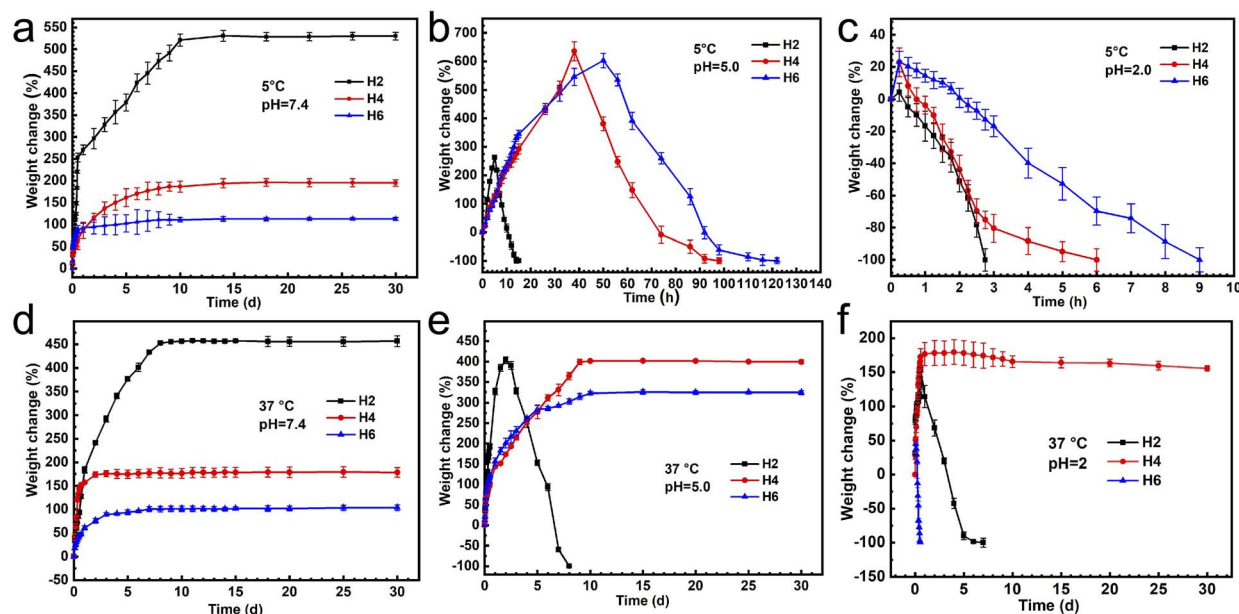 a
Weight change (%)
550
500
450
400
350
300
250
200
150
100
50
0
5°C
pH=7.4
H2
H4
H6
0 5 10 15 20 25 30
Time (d)
b
Weight change (%)
700
600
500
400
300
200
100
0
-100
5°C
pH=5.0
H2
H4
H6
0 10 20 30 40 50 60 70 80 90 100 110 120 130 140
Time (h)
c
Weight change (%)
40
20
0
-20
-40
-60
-80
-100
5°C
pH=2.0
H2
H4
H6
0 1 2 3 4 5 6 7 8 9 10
Time (h)
d
Weight change (%)
450
400
350
300
250
200
150
100
50
0
50
37 °C
pH=7.4
H2
H4
H6
0 5 10 15 20 25 30
Time (d)
e
Weight change (%)
500
450
400
350
300
250
200
150
100
50
0
-50
-100
37 °C
pH=5.0
H2
H4
H6
0 5 10 15 20 25 30
Time (d)
f
Weight change (%)
200
150
100
50
0
-50
-100
-150
37 °C
pH=2
H2
H4
H6
0 5 10 15 20 25 30
Time (d)